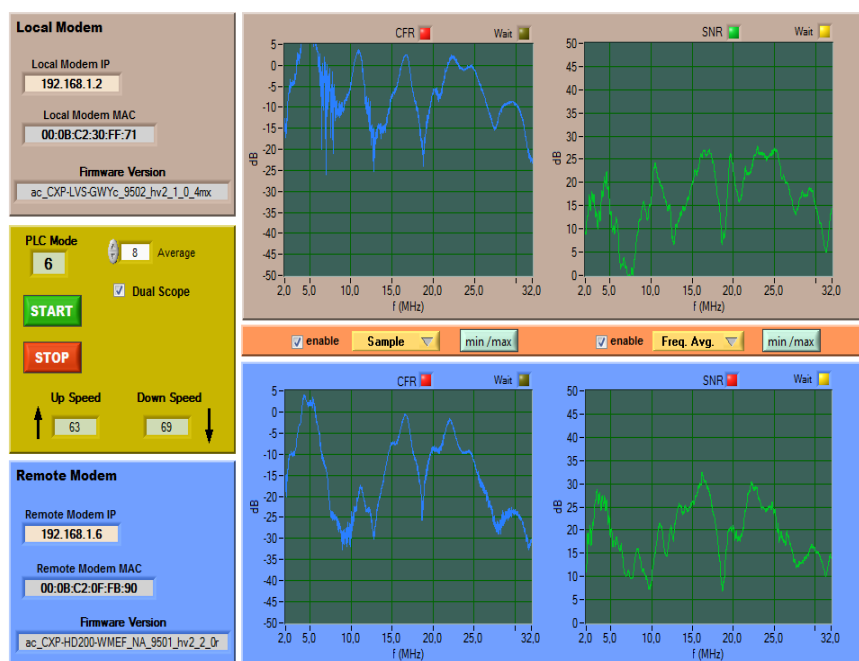 Local Modem
Local Modem IP
192.168.1.2
Local Modem MAC
00:0B:C2:30:FF:71
Firmware Version
ac_CXP-LVS-GWYc_9502_hv2_1_0_4mx
PLC Mode
6
8 Average
Dual Scope
START
STOP
Up Speed Down Speed
63 69
Remote Modem
Remote Modem IP
192.168.1.6
Remote Modem MAC
00:0B:C2:0F:FB:90
Firmware Version
ac_CXP-HD200-WMEF_NA_9501_hv2_2_0r
CFR Wait
5
0
-5
-10
-15
-20
-25
-30
-35
-40
-45
-50
dB
2,0 5,0 10,0 15,0 20,0 25,0 32,0
f (MHz)
SNR Wait
50
45
40
35
30
25
20
15
10
5
0
dB
2,0 5,0 10,0 15,0 20,0 25,0 32,0
f (MHz)
enable Sample min /max enable Freq. Avg. min /max
CFR Wait
5
0
-5
-10
-15
-20
-25
-30
-35
-40
-45
-50
dB
2,0 5,0 10,0 15,0 20,0 25,0 32,0
f (MHz)
SNR Wait
50
45
40
35
30
25
20
15
10
5
0
dB
2,0 5,0 10,0 15,0 20,0 25,0 32,0
f (MHz)